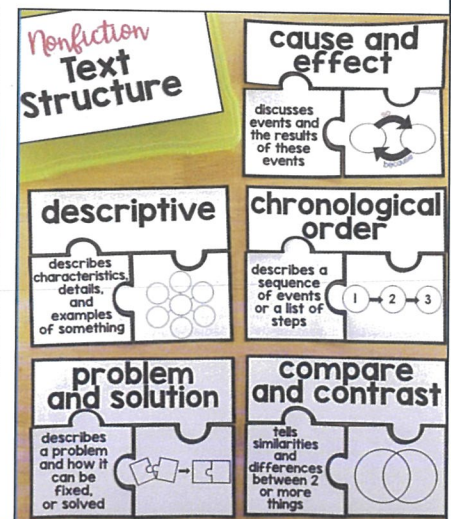 Nonfiction
Text
Structure
cause and
effect
discusses
events and
the results
of these
events
so
because
descriptive
describes
characteristics,
details,
and
examples
of something
chronological
order
describes a
sequence
of events
or a list of
steps
1 2 3
problem
and solution
describes
a problem
and how it
can be
fixed,
or solved
compare
and contrast
tells
similarities
and
differences
between 2
or more
things